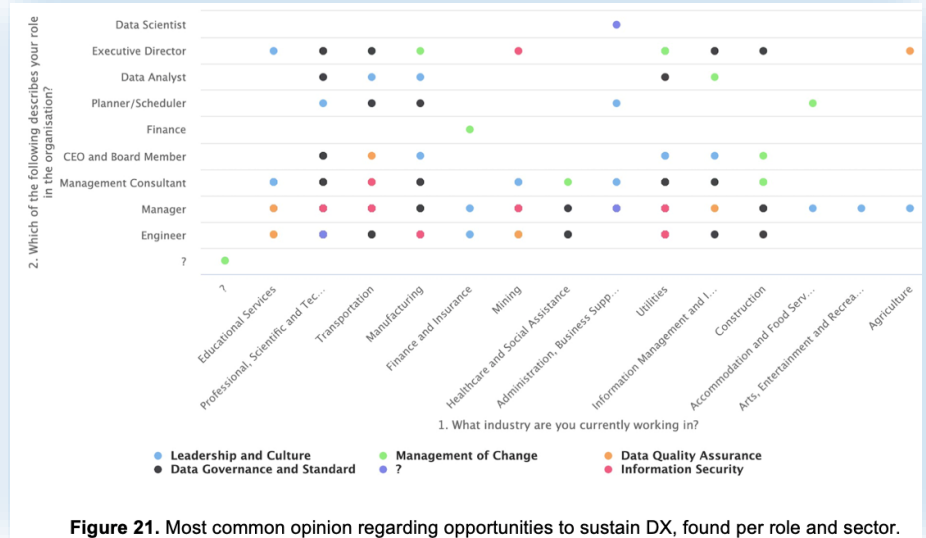 2. Which of the following describes your role
in the organisation?
Data Scientist
Executive Director
Data Analyst
Planner/Scheduler
Finance
CEO and Board Member
Management Consultant
Manager
Engineer
?
?
Educational Services
Professional, Scientific and Tec...
Transportation
Manufacturing
Finance and Insurance
Mining
Healthcare and Social Assistance
Administration, Business Supp...
Utilities
Information Management and I...
Construction
Accommodation and Food Serv...
Arts, Entertainment and Recrea...
Agriculture
1. What industry are you currently working in?
Leadership and Culture Management of Change Data Quality Assurance
Data Governance and Standard ? Information Security
Figure 21. Most common opinion regarding opportunities to sustain DX, found per role and sector.